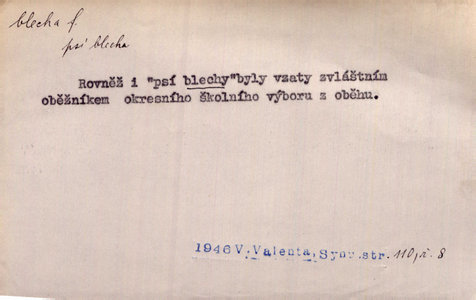 blecha f.
psí blecha
Rovněž i "psí blechy"byly vzaty zvláštním
oběžníkem okresního školního výboru z oběhu.
1946 V. Valenta, Syny.str. 110, ř. 8